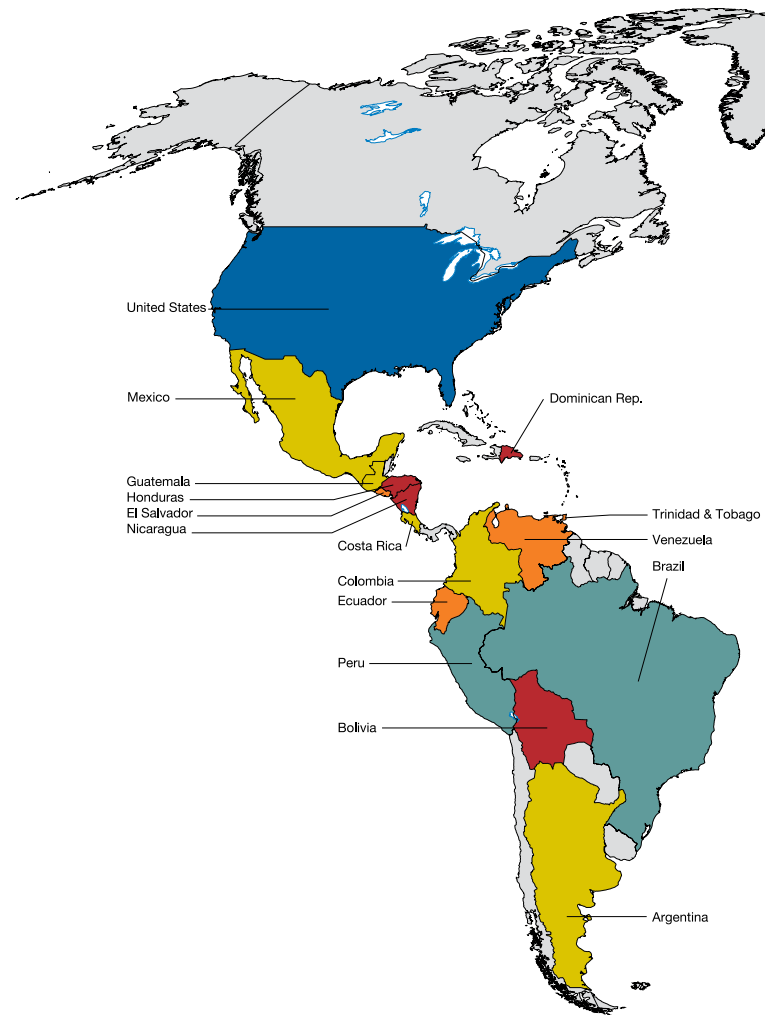 United States
Mexico
Dominican Rep.
Guatemala
Honduras
El Salvador
Nicaragua
Trinidad & Tobago
Costa Rica
Venezuela
Brazil
Colombia
Ecuador
Peru
Bolivia
Argentina